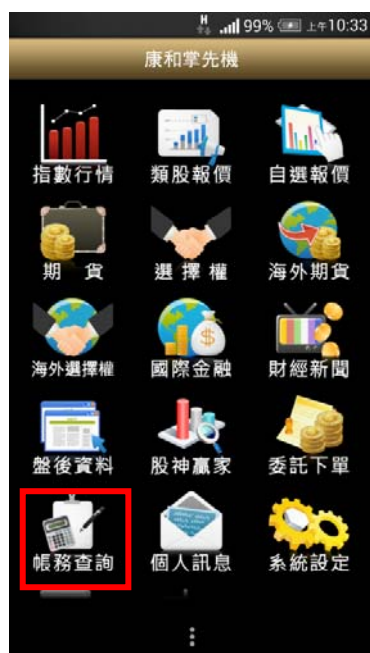 H 99% 上午10:33
康和掌先機
指數行情 類股報價 自選報價
期 貨 選 擇 權 海外期貨
海外選擇權 國際金融 財經新聞
盤後資料 股神贏家 委託下單
帳務查詢 個人訊息 系統設定